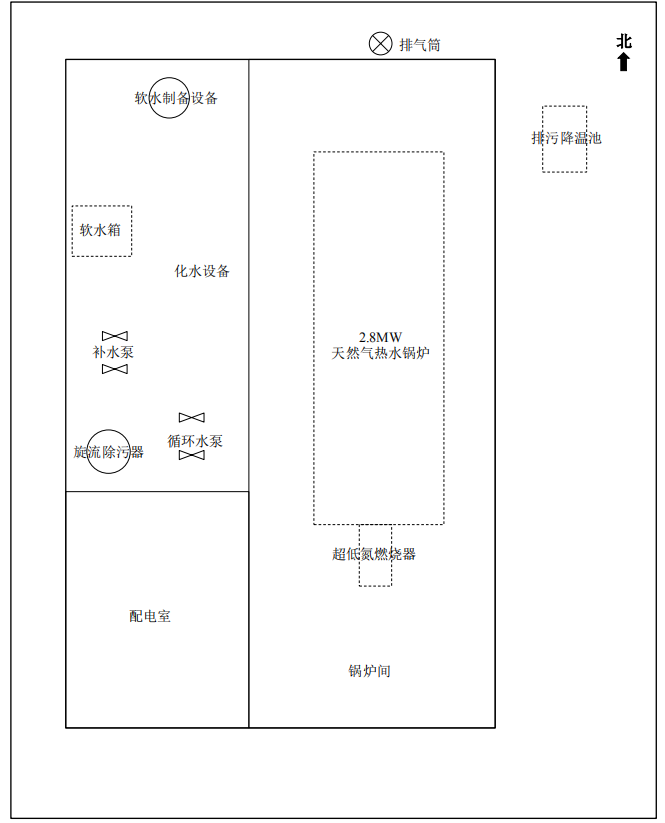 排气筒
北
软水制备设备
排污降温池
软水箱
化水设备
2.8MW
天然气热水锅炉
补水泵
循环水泵
旋流除污器
超低氮燃烧器
配电室
锅炉间